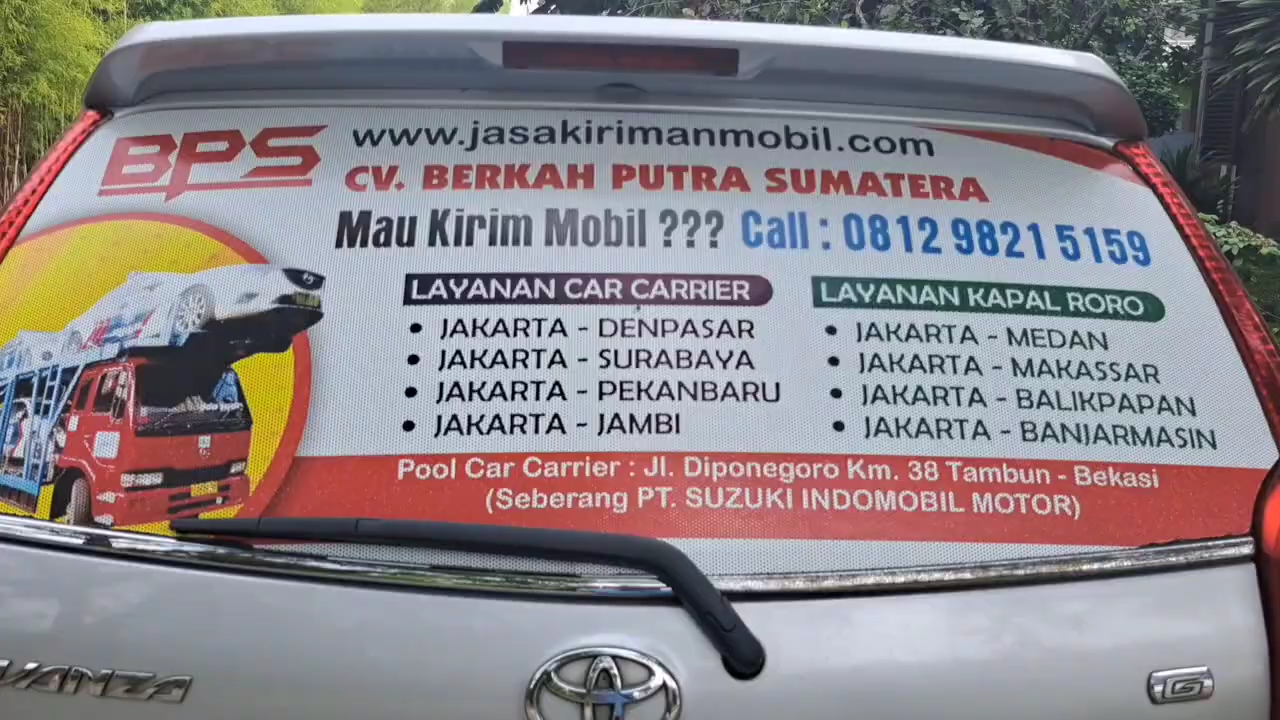 BPS
www.jasakirimanmobil.com
CV. BERKAH PUTRA SUMATERA
Mau Kirim Mobil ??? Call : 0812 9821 5159
LAYANAN CAR CARRIER
• JAKARTA - DENPASAR
• JAKARTA - SURABAYA
• JAKARTA - PEKANBARU
• JAKARTA - JAMBI
LAYANAN KAPAL RORO
• JAKARTA - MEDAN
• JAKARTA - MAKASSAR
• JAKARTA - BALIKPAPAN
• JAKARTA - BANJARMASIN
Pool Car Carrier : Jl. Diponegoro Km. 38 Tambun - Bekasi
(Seberang PT. SUZUKI INDOMOBIL MOTOR)
VANZA
G